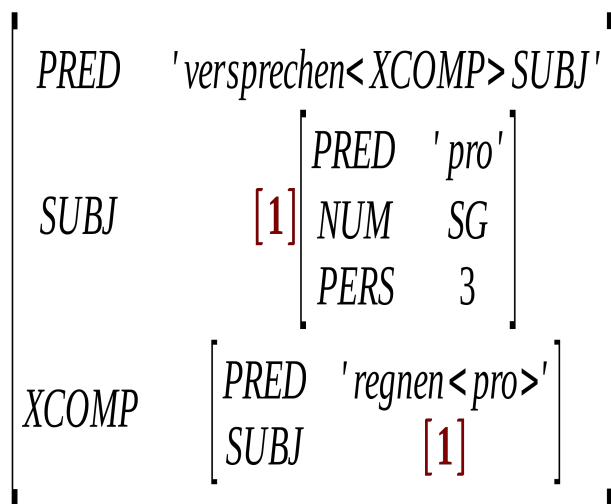 PRED 'versprechen<XCOMP>SUBJ'
SUBJ [1] PRED 'pro'
NUM SG
PERS 3
XCOMP PRED 'regnen<pro>'
SUBJ [1]